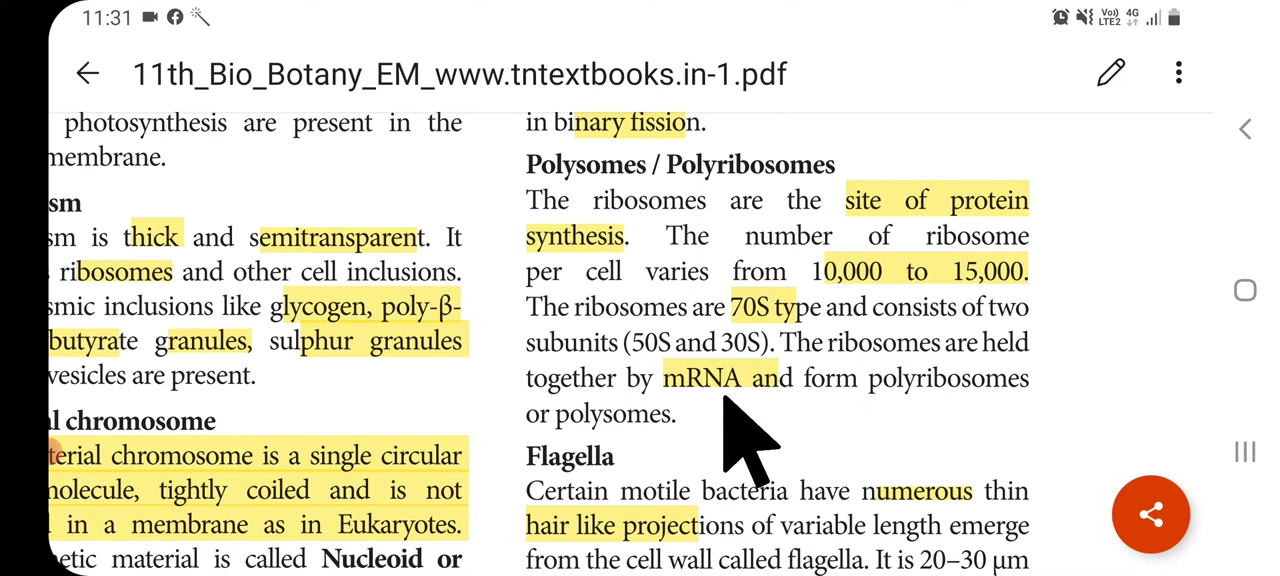 11:31
Vo) 4G
LTE2
11th_Bio_Botany_EM_www.tntextbooks.in-1.pdf
photosynthesis are present in the
membrane.
sm
sm is thick and semitransparent. It
ribosomes and other cell inclusions.
smic inclusions like glycogen, poly-β-
butyrate granules, sulphur granules
vesicles are present.
al chromosome
terial chromosome is a single circular
molecule, tightly coiled and is not
in a membrane as in Eukaryotes.
netic material is called Nucleoid or
in binary fission.
Polysomes / Polyribosomes
The ribosomes are the site of protein
synthesis. The number of ribosome
per cell varies from 10,000 to 15,000.
The ribosomes are 70S type and consists of two
subunits (50S and 30S). The ribosomes are held
together by mRNA and form polyribosomes
or polysomes.
Flagella
Certain motile bacteria have numerous thin
hair like projections of variable length emerge
from the cell wall called flagella. It is 20–30 μm